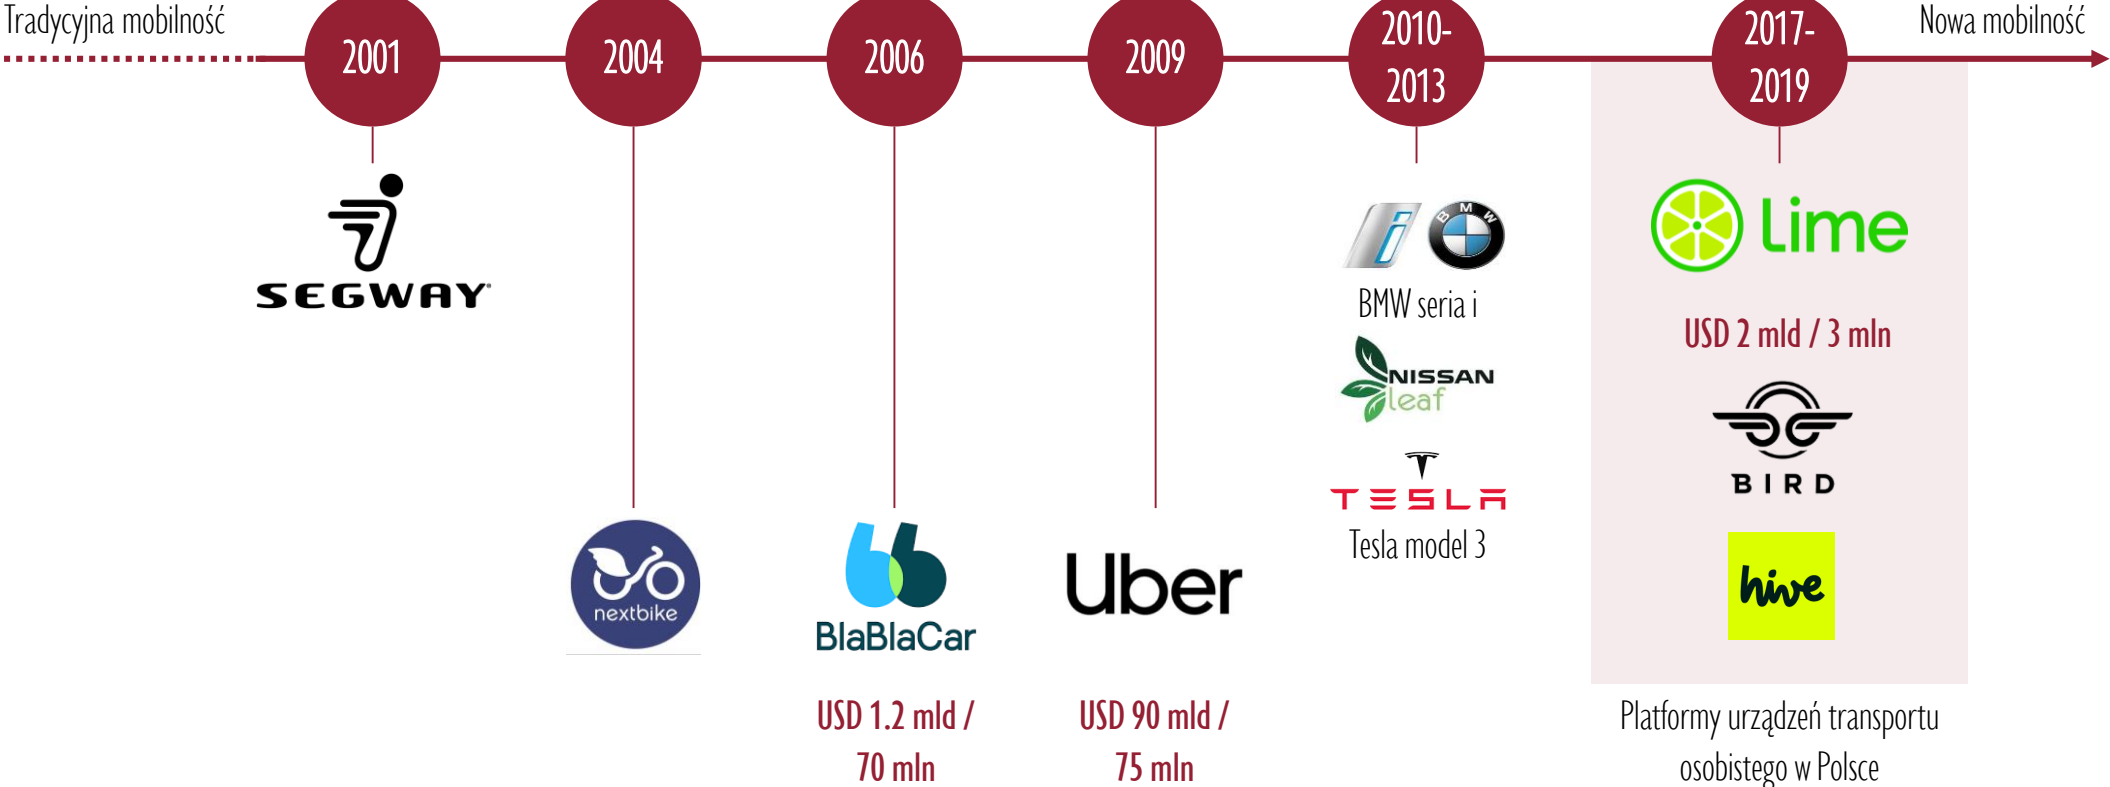 Tradycyjna mobilność
Nowa mobilność
2001
2004
2006
2009
2010-
2013
2017-
2019
SEGWAY
nextbike
BlaBlaCar
USD 1.2 mld /
70 mln
Uber
USD 90 mld /
75 mln
i
BMW
BMW seria i
NISSAN
leaf
TESLA
Tesla model 3
Lime
USD 2 mld / 3 mln
BIRD
hive
Platformy urządzeń transportu
osobistego w Polsce